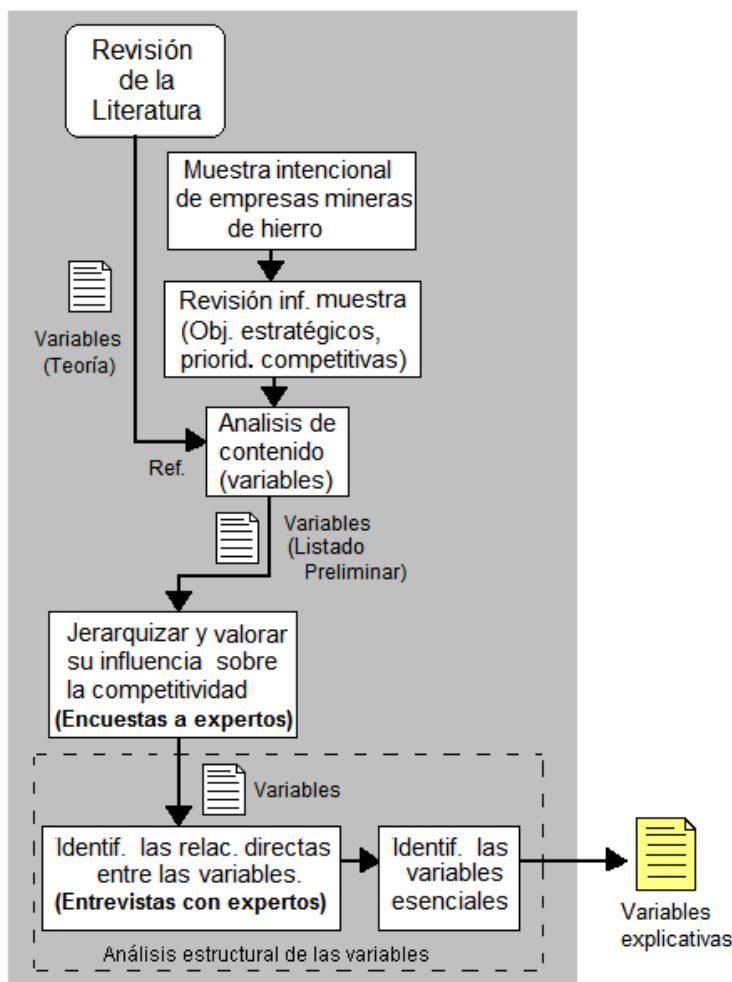 Revisión
de la
Literatura
Muestra intencional
de empresas mineras
de hierro
Variables
(Teoría)
Revisión inf. muestra
(Obj. estratégicos,
priorid. competitivas)
Ref.
Analisis de
contenido
(variables)
Variables
(Listado
Preliminar)
Jerarquizar y valorar
su influencia sobre
la competitividad
(Encuestas a expertos)
Variables
Identif. las relac. directas
entre las variables.
(Entrevistas con expertos)
Identif. las
variables
esenciales
Análisis estructural de las variables
Variables
explicativas